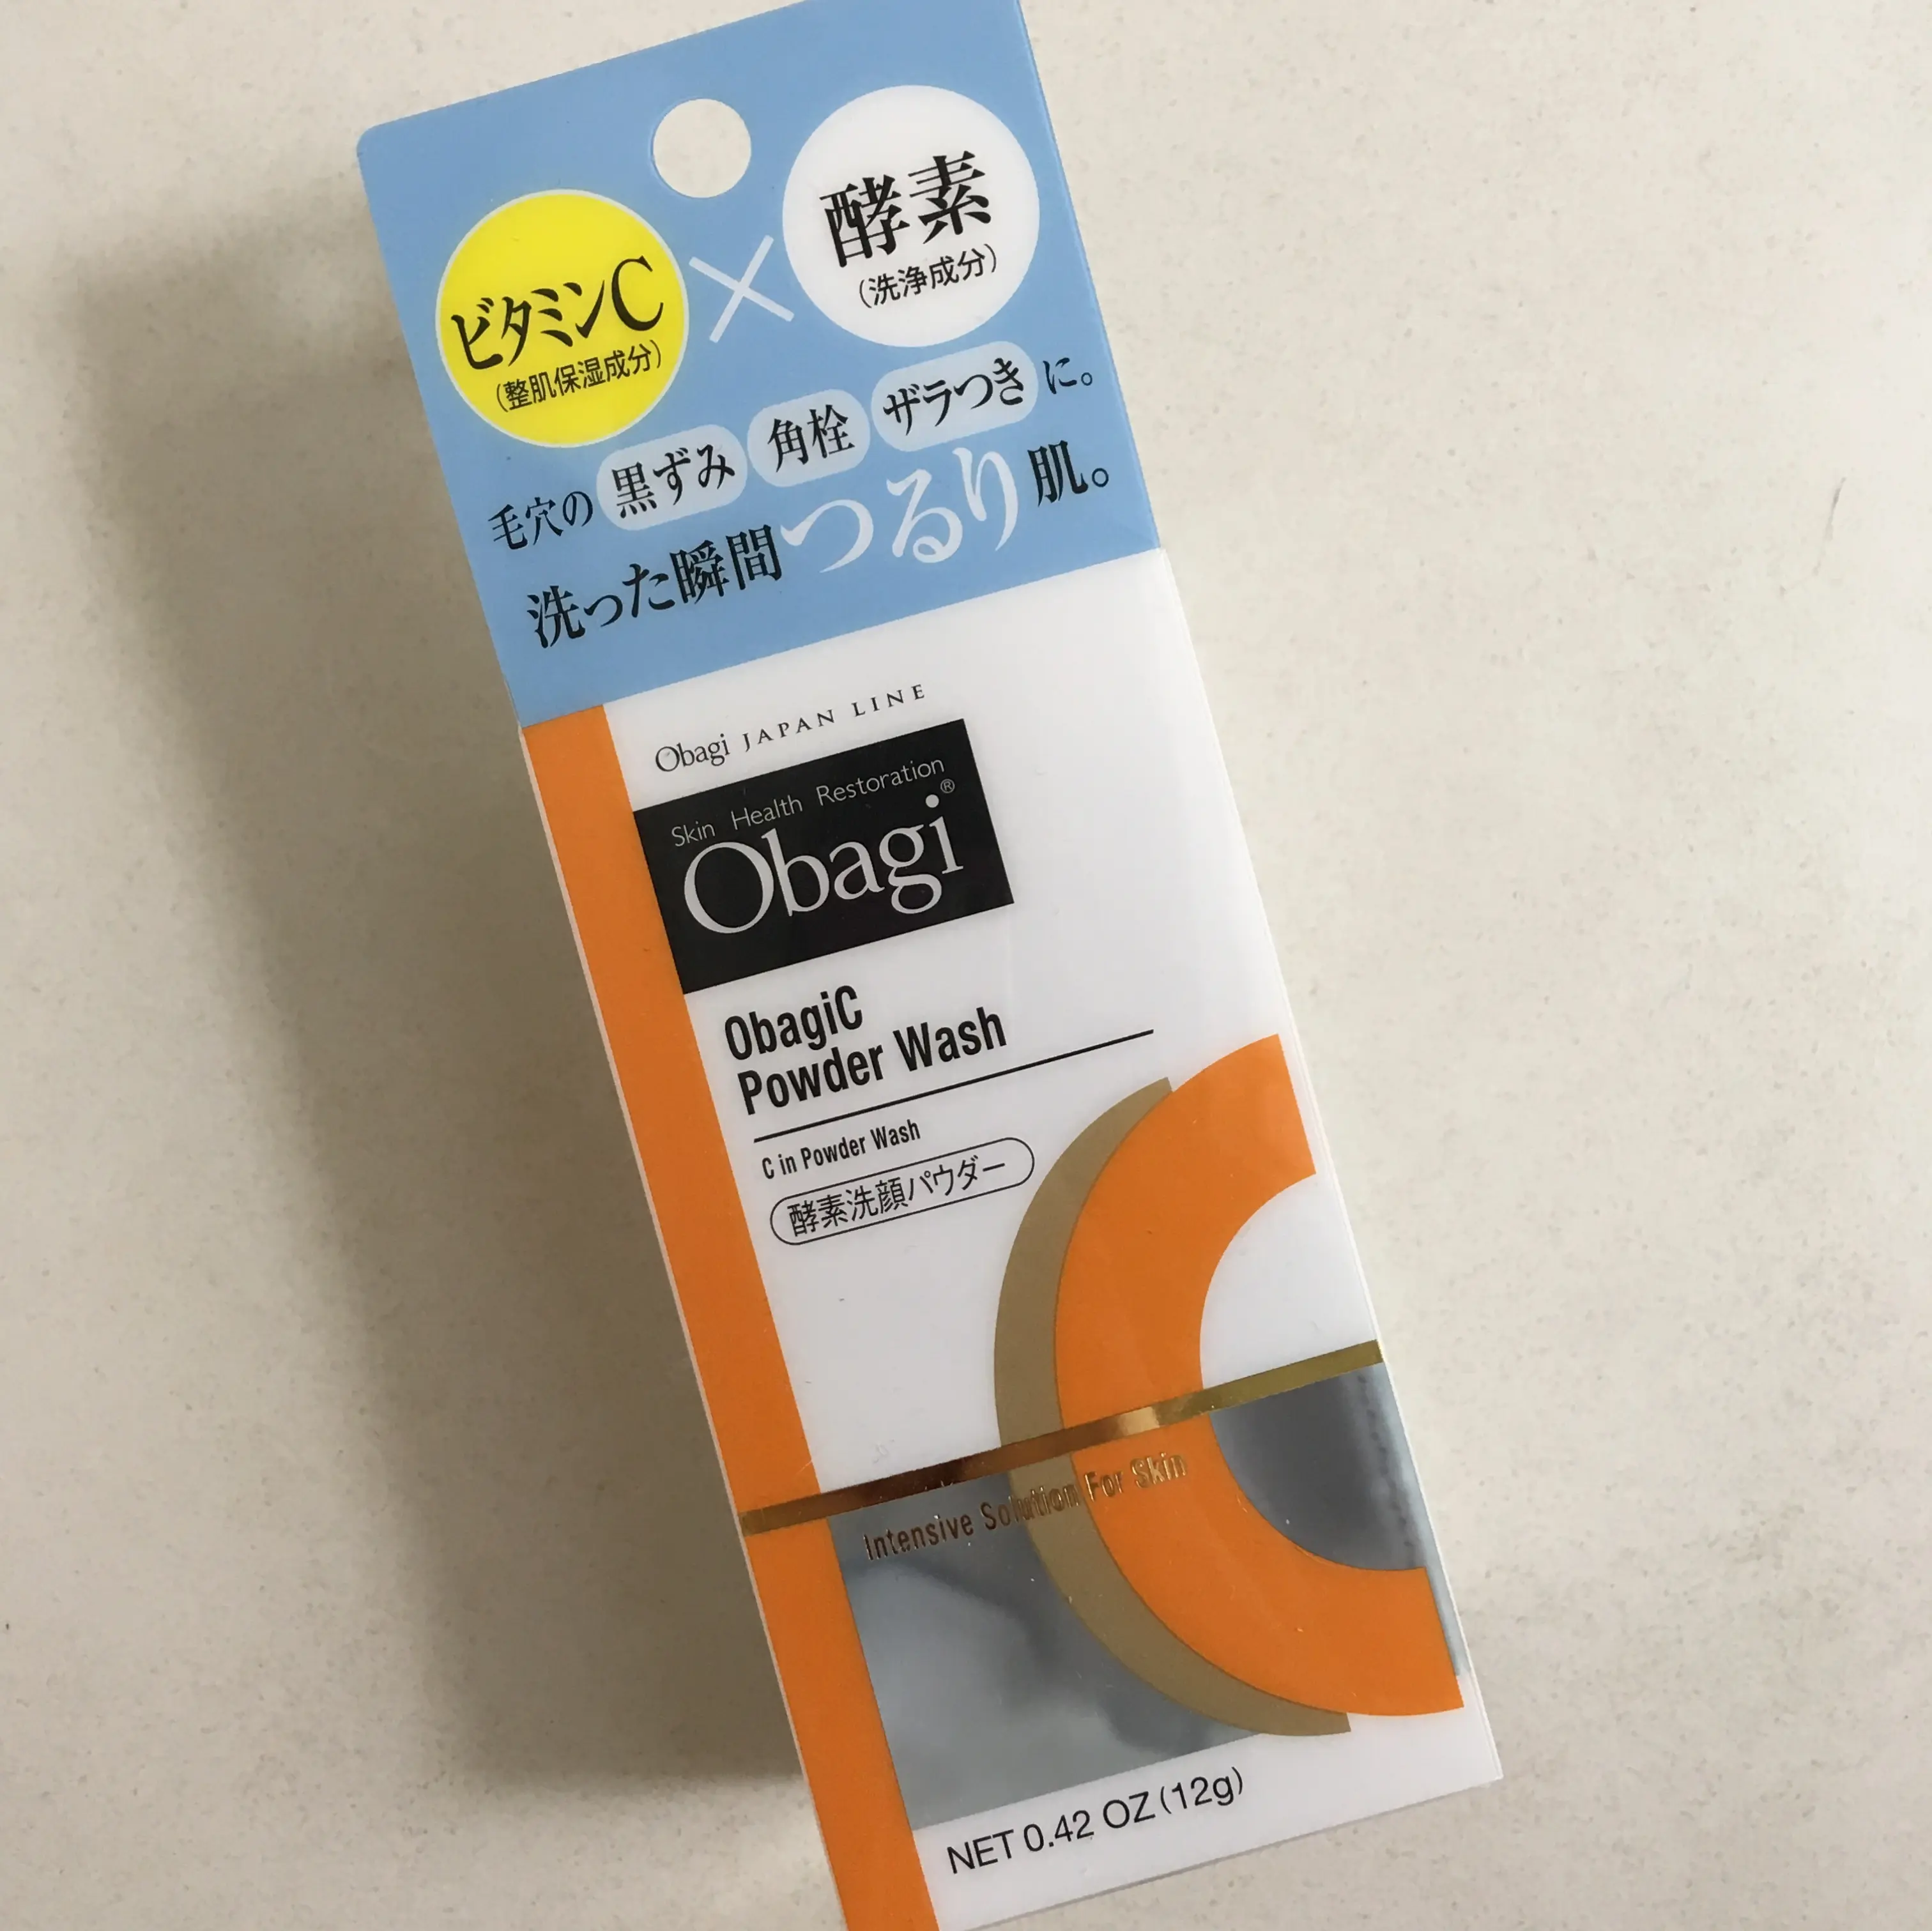 ビタミンC
(整肌保湿成分)
×
酵素
(洗浄成分)
毛穴の 黒ずみ 角栓 ザラつき に。
洗った瞬間つるり肌。
Obagi JAPAN LINE
Skin Health Restoration
Obagi®
ObagiC
Powder Wash
C in Powder Wash
酵素洗顔パウダー
Intensive Solution For Skin
NET 0.42 OZ(12g)